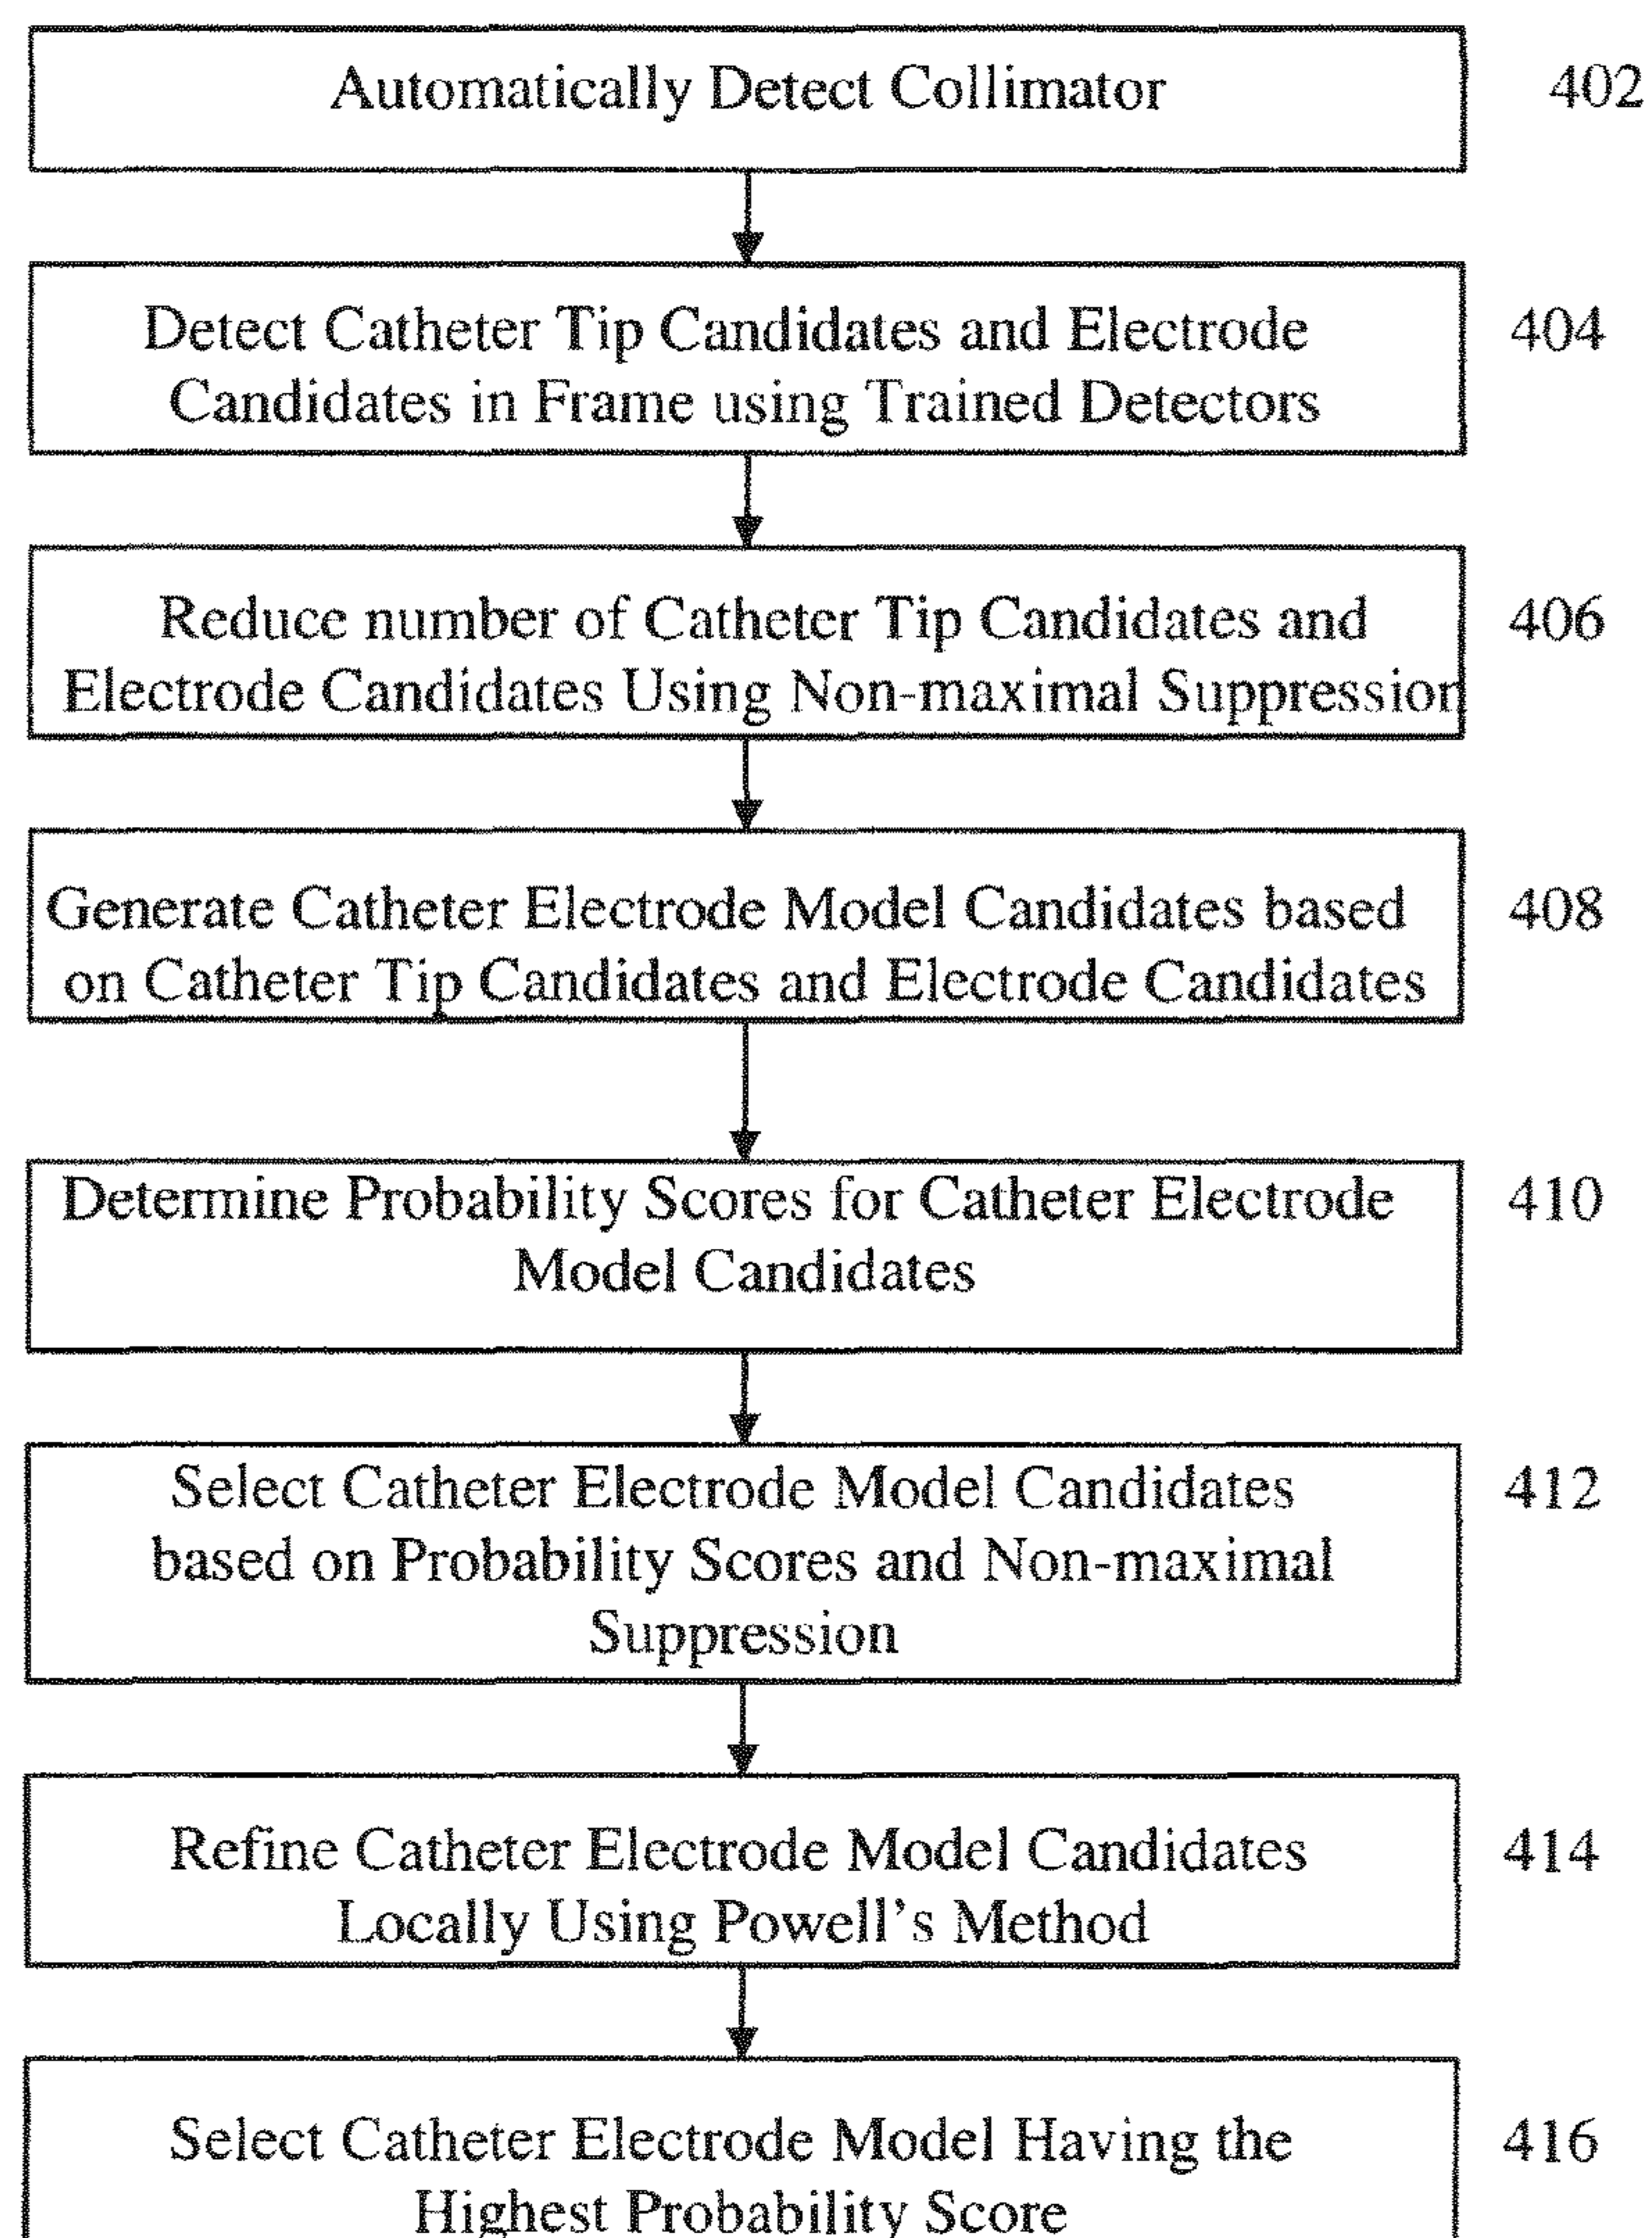 Automatically Detect Collimator 402
Detect Catheter Tip Candidates and Electrode 404
Candidates in Frame using Trained Detectors
Reduce number of Catheter Tip Candidates and 406
Electrode Candidates Using Non-maximal Suppression
Generate Catheter Electrode Model Candidates based 408
on Catheter Tip Candidates and Electrode Candidates
Determine Probability Scores for Catheter Electrode 410
Model Candidates
Select Catheter Electrode Model Candidates 412
based on Probability Scores and Non-maximal
Suppression
Refine Catheter Electrode Model Candidates 414
Locally Using Powell's Method
Select Catheter Electrode Model Having the 416
Highest Probability Score